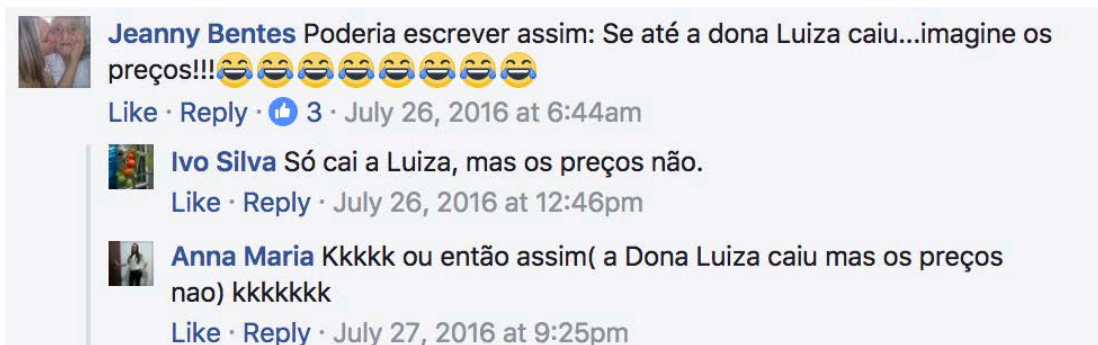 Jeanny Bentes Poderia escrever assim: Se até a dona Luiza caiu...imagine os
preços!!!😂😂😂😂😂😂😂😂
Like · Reply · 3 · July 26, 2016 at 6:44am
Ivo Silva Só cai a Luiza, mas os preços não.
Like · Reply · July 26, 2016 at 12:46pm
Anna Maria Kkkkk ou então assim( a Dona Luiza caiu mas os preços
nao) kkkkkkk
Like · Reply · July 27, 2016 at 9:25pm